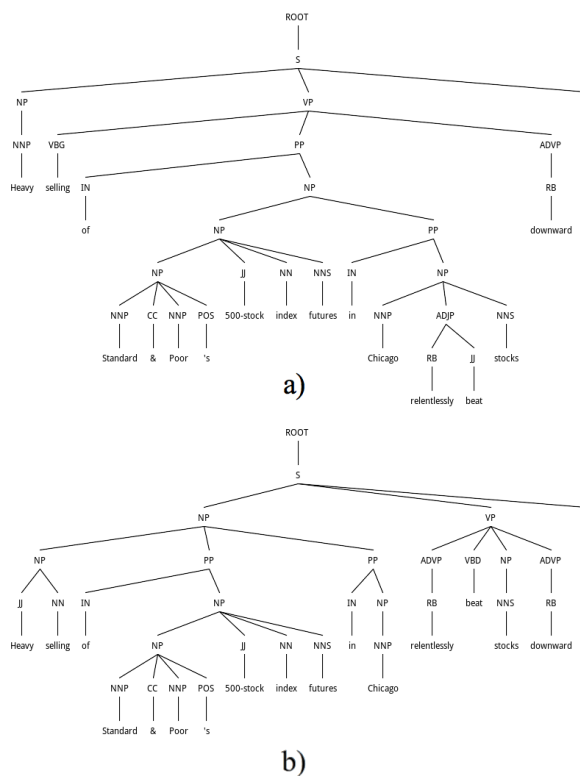 ROOT
S
NP VP
NNP VBG PP ADVP
Heavy selling IN NP RB
of NP PP downward
NP JJ NN NNS IN NP
NNP CC NNP POS 500-stock index futures in NNP ADJP NNS
Standard & Poor 's Chicago RB JJ stocks
relentlessly beat
a)
ROOT
S
NP VP
NP PP PP ADVP VBD NP ADVP
JJ NN IN NP IN NP RB beat NNS RB
Heavy selling of NP JJ NN NNS in NNP relentlessly stocks downward
NNP CC NNP POS 500-stock index futures Chicago
Standard & Poor 's
b)